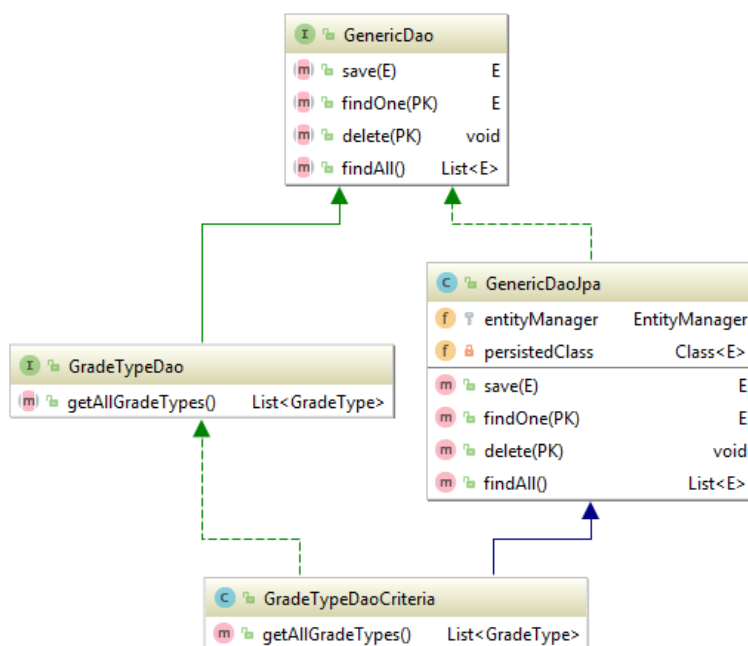 I GenericDao
m save(E) E
m findOne(PK) E
m delete(PK) void
m findAll() List<E>
C GenericDaoJpa
f entityManager EntityManager
f persistedClass Class<E>
m save(E) E
m findOne(PK) E
m delete(PK) void
m findAll() List<E>
I GradeTypeDao
m getAllGradeTypes() List<GradeType>
C GradeTypeDaoCriteria
m getAllGradeTypes() List<GradeType>